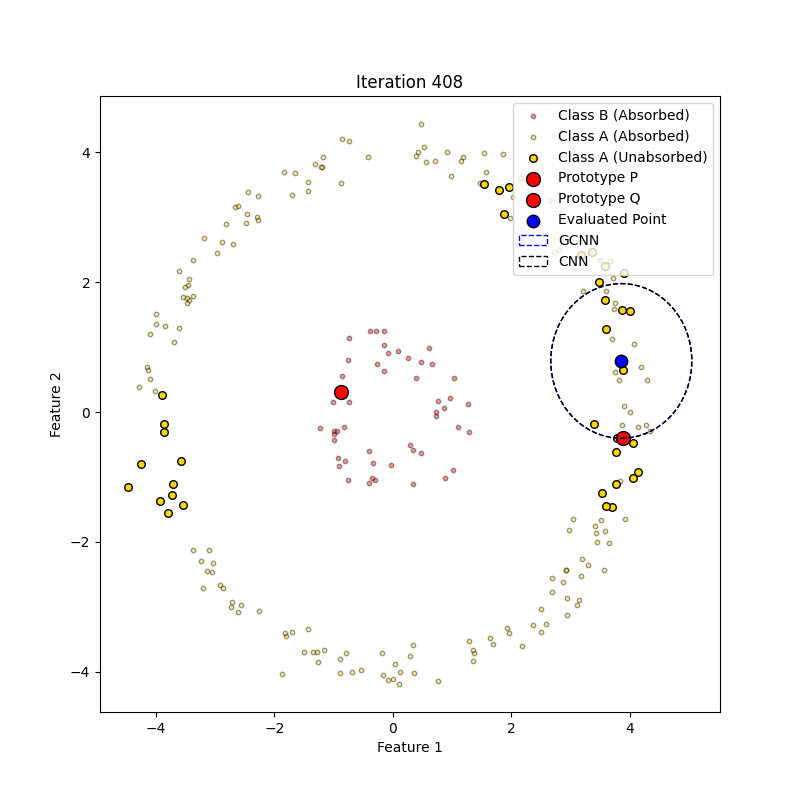 Iteration 408
Class B (Absorbed)
Class A (Absorbed)
Class A (Unabsorbed)
Prototype P
Prototype Q
Evaluated Point
GCNN
CNN
4
2
0
−2
−4
Feature 2
−4
−2
0
2
4
Feature 1